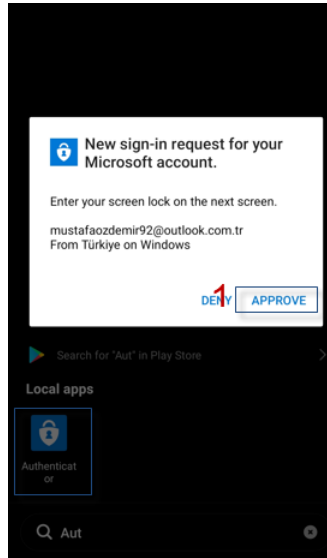 New sign-in request for your
Microsoft account.
Enter your screen lock on the next screen.
mustafaozdemir92@outlook.com.tr
From Türkiye on Windows
DENY
1
APPROVE
Search for "Aut" in Play Store
Local apps
Authenticat
or
Aut